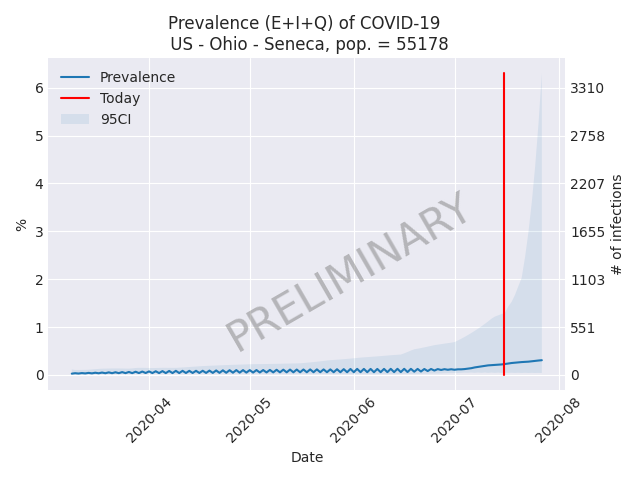 Prevalence (E+I+Q) of COVID-19
US - Ohio - Seneca, pop. = 55178
Prevalence
Today
95CI
PRELIMINARY
%
6
5
4
3
2
1
0
3310
2758
2207
1655
1103
551
0
# of infections
2020-04
2020-05
2020-06
2020-07
2020-08
Date